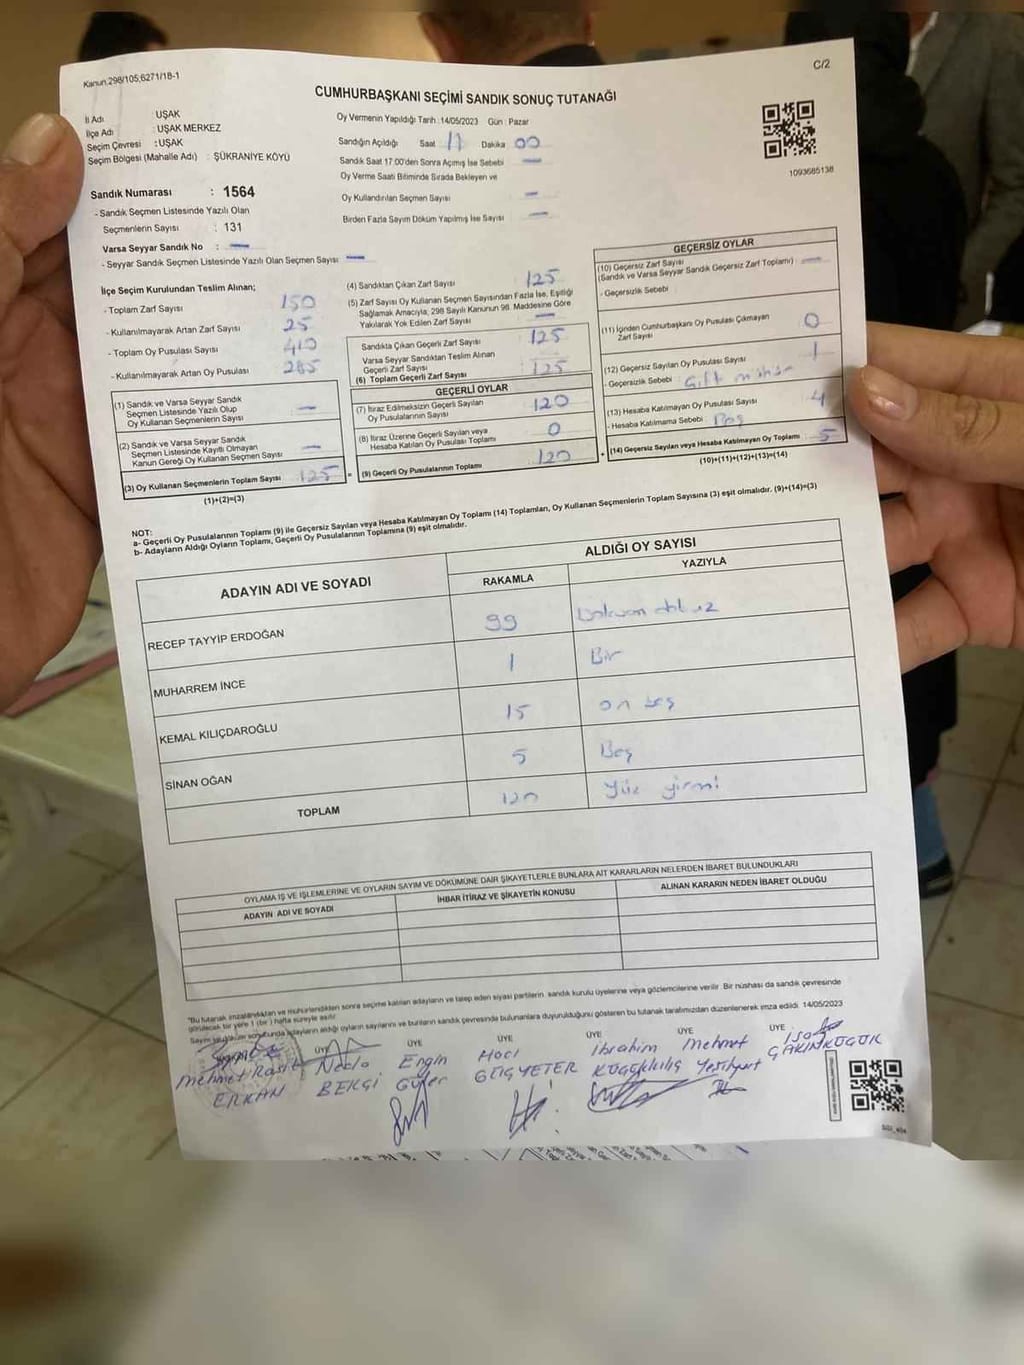 Kanun.298/105;6271/18-1
C/2
CUMHURBAŞKANI SEÇİMİ SANDIK SONUÇ TUTANAĞI
İl Adı : UŞAK
İlçe Adı : UŞAK MERKEZ
Seçim Çevresi : UŞAK
Seçim Bölgesi (Mahalle Adı) : ŞÜKRANİYE KÖYÜ
Sandık Numarası : 1564
- Sandık Seçmen Listesinde Yazılı Olan
Seçmenlerin Sayısı : 131
Varsa Seyyar Sandık No : —
- Seyyar Sandık Seçmen Listesinde Yazılı Olan Seçmen Sayısı —
Oy Vermenin Yapıldığı Tarih :14/05/2023 Gün : Pazar
Sandığın Açıldığı Saat 17 Dakika 00
Sandık Saat 17:00'den Sonra Açmış İse Sebebi —
Oy Verme Saati Bitiminde Sırada Bekleyen ve
Oy Kullandırılan Seçmen Sayısı —
Birden Fazla Sayım Döküm Yapılmış İse Sayısı —
1093685138
İlçe Seçim Kurulundan Teslim Alınan;
- Toplam Zarf Sayısı 150
- Kullanılmayarak Artan Zarf Sayısı 25
- Toplam Oy Pusulası Sayısı 410
- Kullanılmayarak Artan Oy Pusulası 285
(1) Sandık ve Varsa Seyyar Sandık
Seçmen Listesinde Yazılı Olup
Oy Kullanan Seçmenlerin Sayısı —
(2) Sandık ve Varsa Seyyar Sandık
Seçmen Listesinde Kayıtlı Olmayan
Kanun Gereği Oy Kullanan Seçmen Sayısı —
(3) Oy Kullanan Seçmenlerin Toplam Sayısı 125
(1)+(2)=(3)
(4) Sandıktan Çıkan Zarf Sayısı 125
(5) Zarf Sayısı Oy Kullanan Seçmen Sayısından Fazla İse, Eşitliği
Sağlamak Amacıyla, 298 Sayılı Kanunun 98. Maddesine Göre
Yakılarak Yok Edilen Zarf Sayısı —
Sandıkta Çıkan Geçerli Zarf Sayısı 125
Varsa Seyyar Sandıktan Teslim Alınan
Geçerli Zarf Sayısı
(6) Toplam Geçerli Zarf Sayısı 125
GEÇERLİ OYLAR
(7) İtiraz Edilmeksizin Geçerli Sayılan
Oy Pusulalarının Sayısı 120
(8) İtiraz Üzerine Geçerli Sayılan veya
Hesaba Katılan Oy Pusulası Toplamı 0
(9) Geçerli Oy Pusulalarının Toplamı 120
GEÇERSİZ OYLAR
(10) Geçersiz Zarf Sayısı
(Sandık ve Varsa Seyyar Sandık Geçersiz Zarf Toplamı) —
- Geçersizlik Sebebi
(11) İçinden Cumhurbaşkanı Oy Pusulası Çıkmayan
Zarf Sayısı 0
(12) Geçersiz Sayılan Oy Pusulası Sayısı 1
- Geçersizlik Sebebi : Çift mühür
(13) Hesaba Katılmayan Oy Pusulası Sayısı 4
- Hesaba Katılmama Sebebi : Boş
(14) Geçersiz Sayılan veya Hesaba Katılmayan Oy Toplamı 5
(10)+(11)+(12)+(13)=(14)
NOT:
a- Geçerli Oy Pusulalarının Toplamı (9) ile Geçersiz Sayılan veya Hesaba Katılmayan Oy Toplamı (14) Toplamları, Oy Kullanan Seçmenlerin Toplam Sayısına (3) eşit olmalıdır. (9)+(14)=(3)
b- Adayların Aldığı Oyların Toplamı, Geçerli Oy Pusulalarının Toplamına (9) eşit olmalıdır.
ADAYIN ADI VE SOYADI
ALDIĞI OY SAYISI
RAKAMLA YAZIYLA
RECEP TAYYİP ERDOĞAN 99
MUHARREM İNCE 1 Bir
KEMAL KILIÇDAROĞLU 15 on beş
SİNAN OĞAN 5 Beş
TOPLAM 120 yüz yirmi
OYLAMA İŞ VE İŞLEMLERİNE VE OYLARIN SAYIM VE DÖKÜMÜNE DAİR ŞİKAYETLERLE BUNLARA AİT KARARLARIN NELERDEN İBARET BULUNDUKLARI
ADAYIN ADI VE SOYADI İHBAR İTİRAZ VE ŞİKAYETİN KONUSU ALINAN KARARIN NEDEN İBARET OLDUĞU
"Bu tutanak imzalandıktan ve mühürlendikten sonra seçime katılan adayların ve talep eden siyasi partilerin sandık kurulu üyelerine veya gözlemcilerine verilir. Bir nüshası da sandık çevresinde
görülecek bir yere 1 (bir) hafta süreyle asılır.
Sayım sonunda adayların aldığı oyların sayılarını ve bunların sandık çevresinde bulunanlara duyurulduğunu gösteren bu tutanak tarafımızdan düzenlenerek imza edildi. 14/05/2023
ÜYE ÜYE ÜYE ÜYE ÜYE ÜYE
Mehmet Raşit Necla Engin Hacı İbrahim Mehmet İsa
ERKAN BERGİ Güler Yeşilyurt